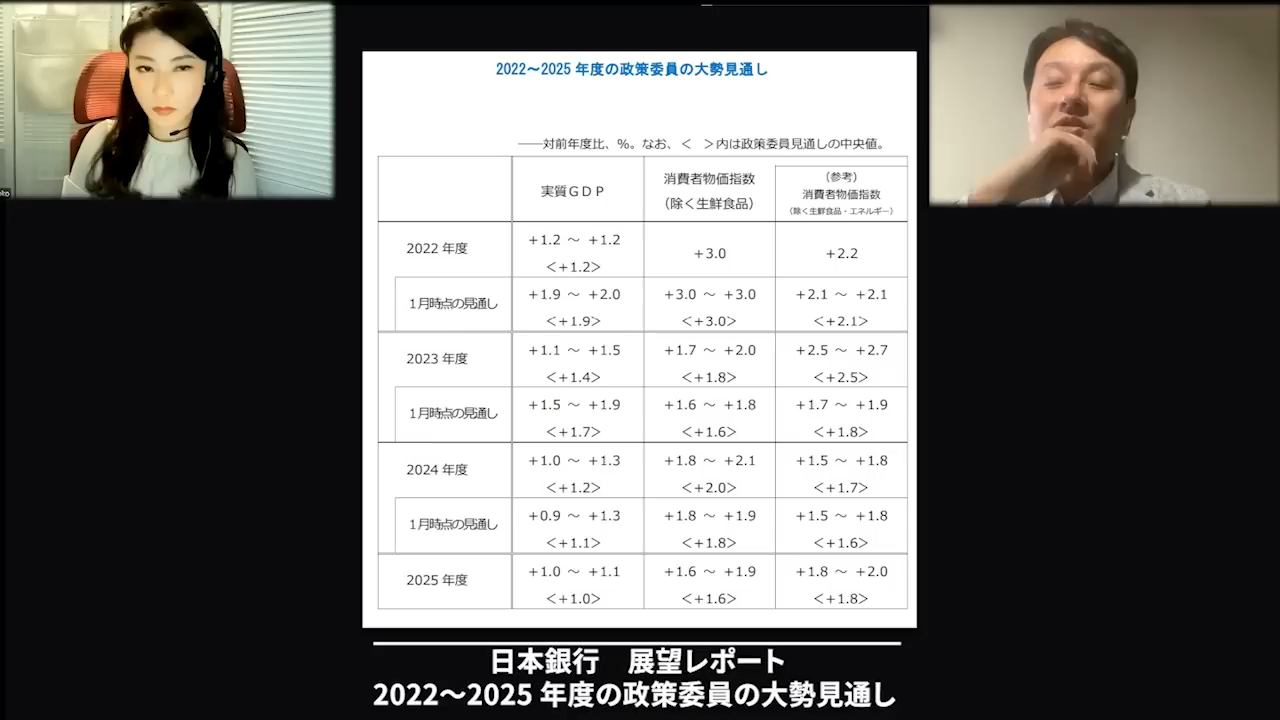 2022～2025 年度の政策委員の大勢見通し
――対前年度比、％。なお、＜　＞内は政策委員見通しの中央値。
実質ＧＤＰ
消費者物価指数
（除く生鮮食品）
（参考）
消費者物価指数
（除く生鮮食品・エネルギー）
2022 年度
+1.2 ～ +1.2
＜+1.2＞
+3.0
+2.2
1月時点の見通し
+1.9 ～ +2.0
＜+1.9＞
+3.0 ～ +3.0
＜+3.0＞
+2.1 ～ +2.1
＜+2.1＞
2023 年度
+1.1 ～ +1.5
＜+1.4＞
+1.7 ～ +2.0
＜+1.8＞
+2.5 ～ +2.7
＜+2.5＞
1月時点の見通し
+1.5 ～ +1.9
＜+1.7＞
+1.6 ～ +1.8
＜+1.6＞
+1.7 ～ +1.9
＜+1.8＞
2024 年度
+1.0 ～ +1.3
＜+1.2＞
+1.8 ～ +2.1
＜+2.0＞
+1.5 ～ +1.8
＜+1.7＞
1月時点の見通し
+0.9 ～ +1.3
＜+1.1＞
+1.8 ～ +1.9
＜+1.8＞
+1.5 ～ +1.8
＜+1.6＞
2025 年度
+1.0 ～ +1.1
＜+1.0＞
+1.6 ～ +1.9
＜+1.6＞
+1.8 ～ +2.0
＜+1.8＞
日本銀行　展望レポート
2022～2025 年度の政策委員の大勢見通し